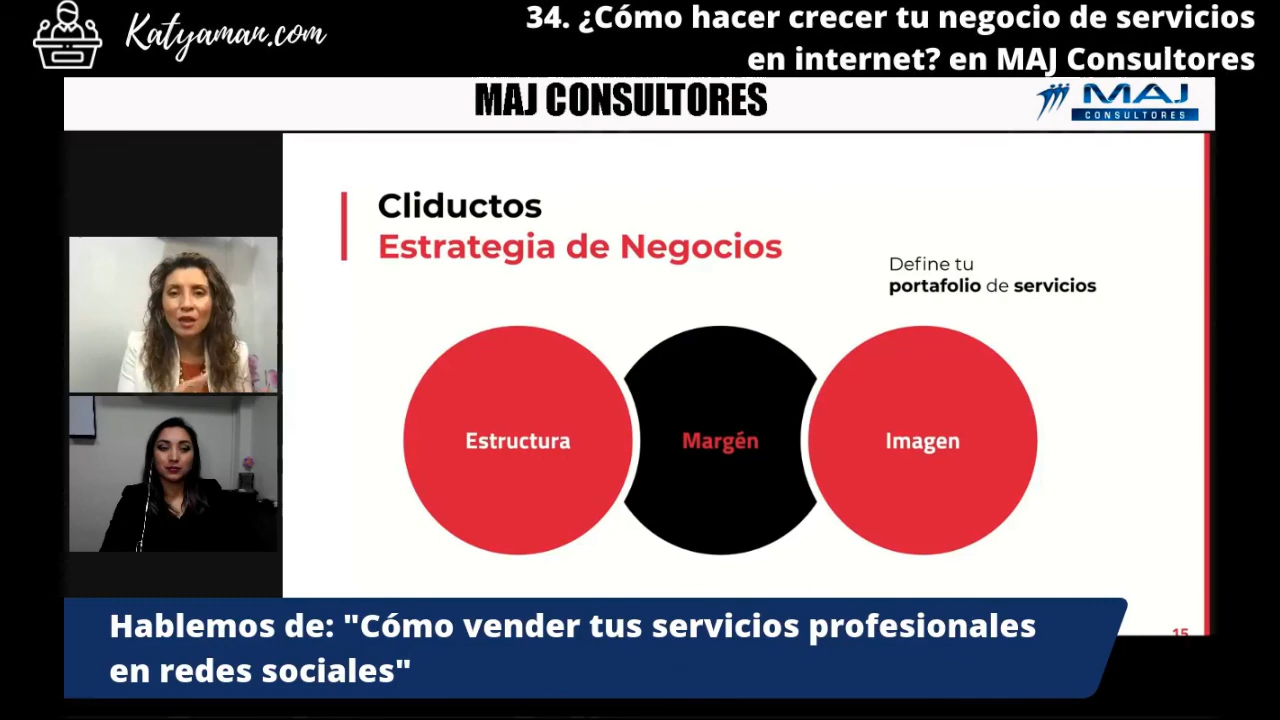 Katyaman.com
34. ¿Cómo hacer crecer tu negocio de servicios
en internet? en MAJ Consultores
MAJ CONSULTORES
MAJ
CONSULTORES
Cliductos
Estrategia de Negocios
Define tu
portafolio de servicios
Estructura
Margén
Imagen
Hablemos de: "Cómo vender tus servicios profesionales
en redes sociales"
15